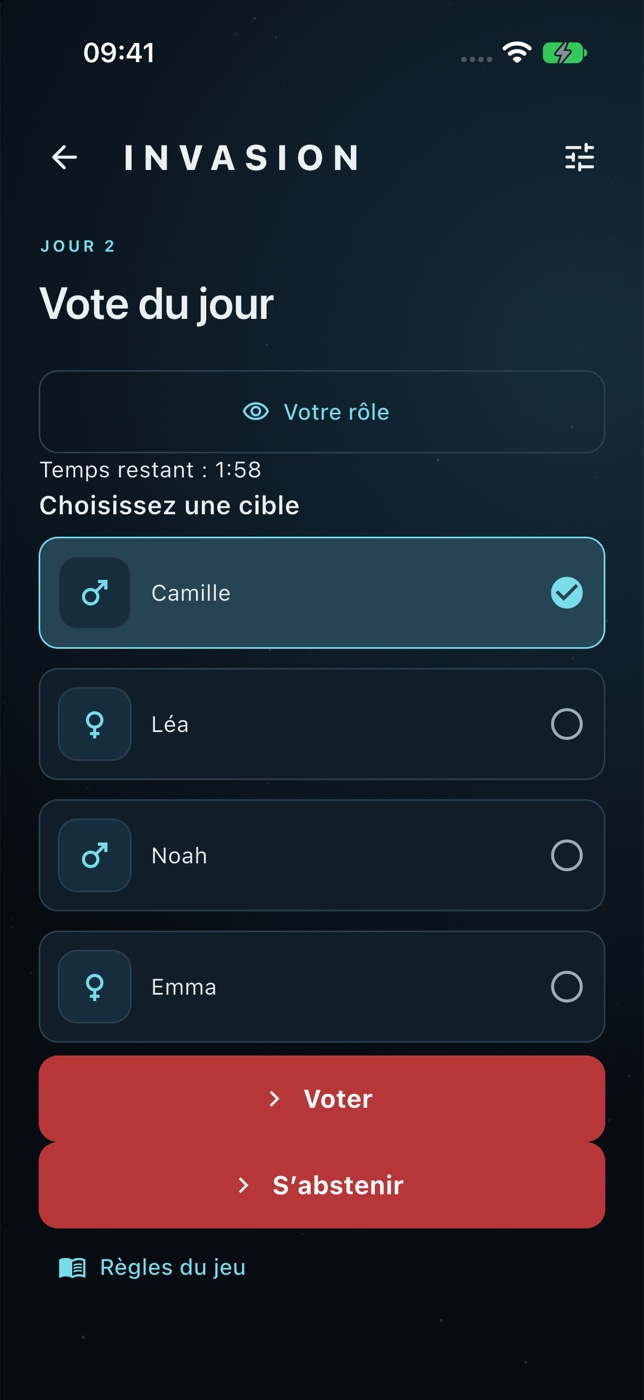 09:41
INVASION
JOUR 2
Vote du jour
Votre rôle
Temps restant : 1:58
Choisissez une cible
Camille
Léa
Noah
Emma
Voter
S’abstenir
Règles du jeu